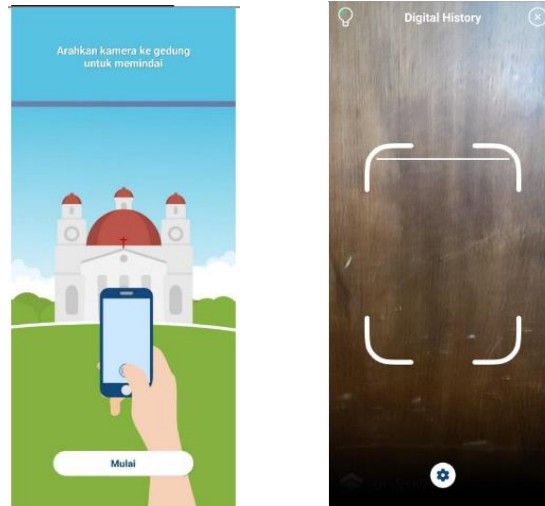 Arahkan kamera ke gedung
untuk memindai
Mulai
Digital History